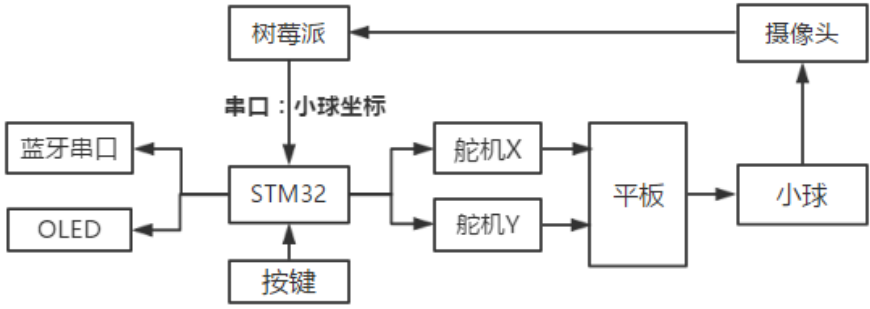 树莓派
摄像头
串口：小球坐标
蓝牙串口
舵机X
STM32
平板
小球
OLED
舵机Y
按键